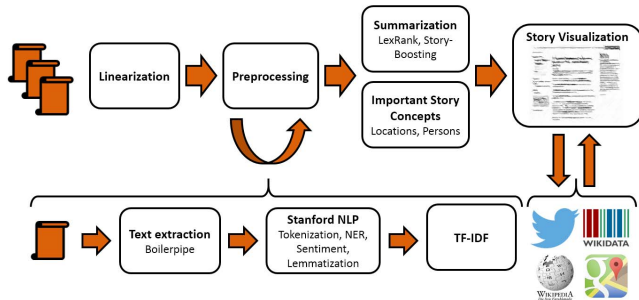 Linearization
Preprocessing
Summarization
LexRank, Story-
Boosting
Important Story
Concepts
Locations, Persons
Story Visualization
Text extraction
Boilerpipe
Stanford NLP
Tokenization, NER,
Sentiment,
Lemmatization
TF-IDF
WIKIDATA
WIKIPEDIA